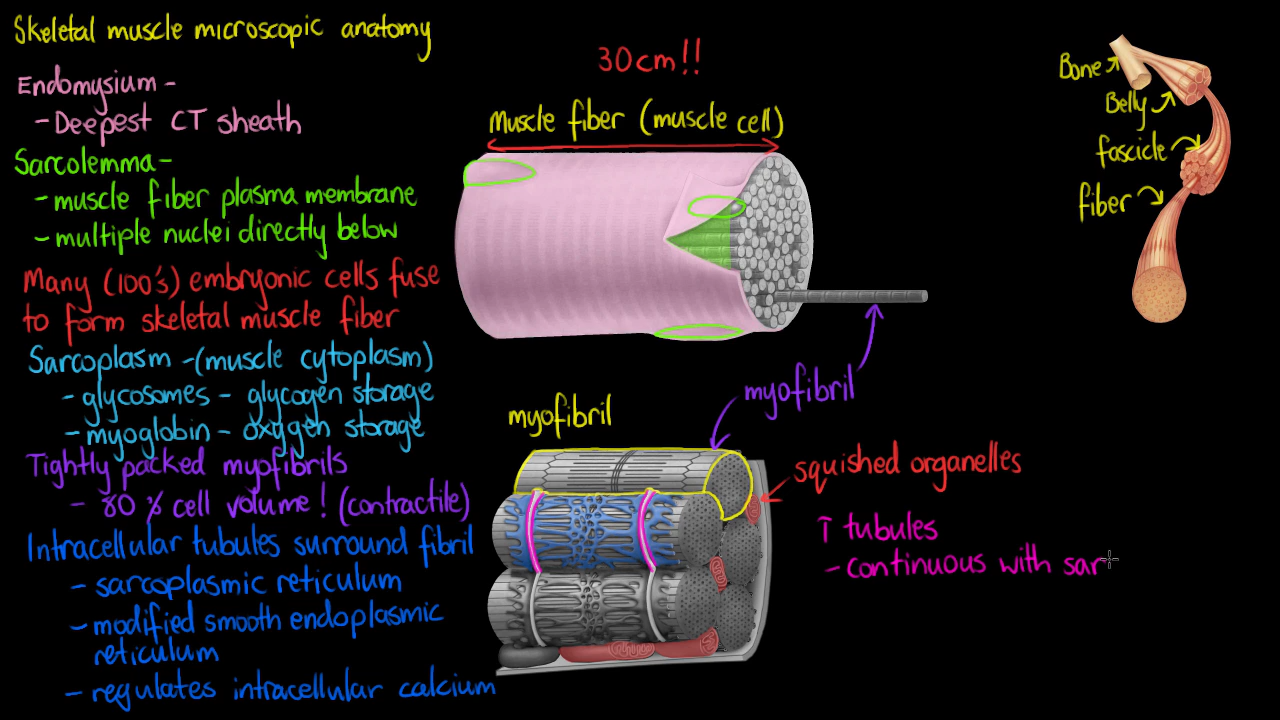 Skeletal muscle microscopic anatomy
Endomysium -
- Deepest CT sheath
Sarcolemma -
- muscle fiber plasma membrane
- multiple nuclei directly below
Many (100's) embryonic cells fuse
to form skeletal muscle fiber
Sarcoplasm - (muscle cytoplasm)
- glycosomes - glycogen storage
- myoglobin - oxygen storage
Tightly packed myofibrils
- 80 % cell volume! (contractile)
Intracellular tubules surround fibril
- sarcoplasmic reticulum
- modified smooth endoplasmic
reticulum
- regulates intracellular calcium
30cm!!
Muscle fiber (muscle cell)
myofibril
myofibril
squished organelles
T tubules
- continuous with sar
Bone
Belly
fascicle
fiber